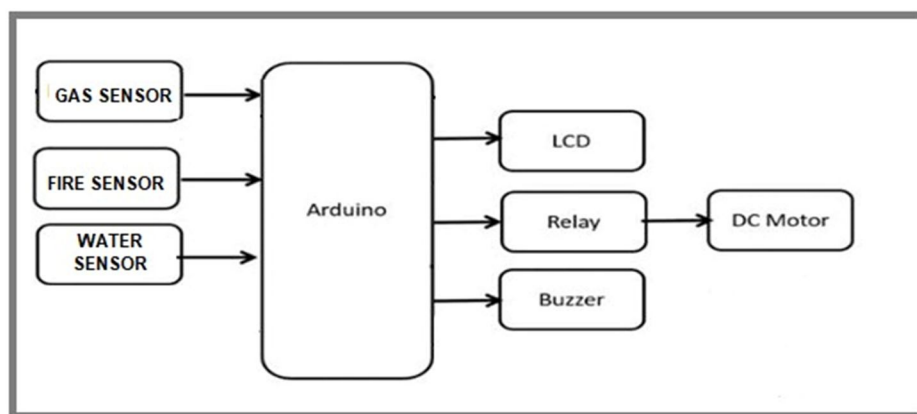 GAS SENSOR
FIRE SENSOR
WATER
SENSOR
Arduino
LCD
Relay
DC Motor
Buzzer